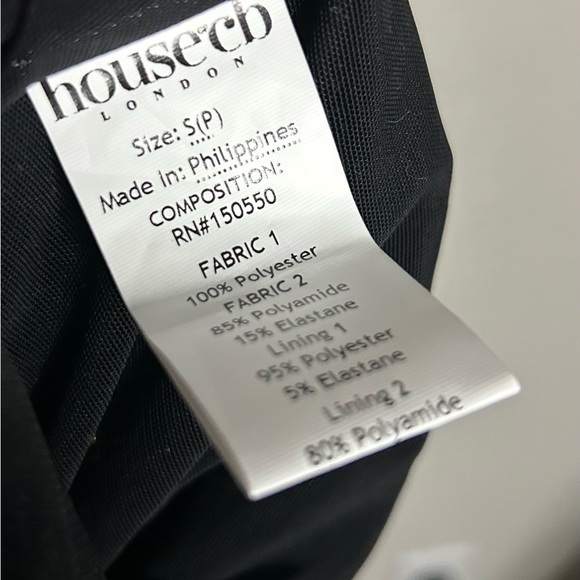 house of cb
LONDON
Size: S(P)
Made In: Philippines
COMPOSITION:
RN#150550
FABRIC 1
100% Polyester
FABRIC 2
85% Polyamide
15% Elastane
Lining 1
95% Polyester
5% Elastane
Lining 2
80% Polyamide